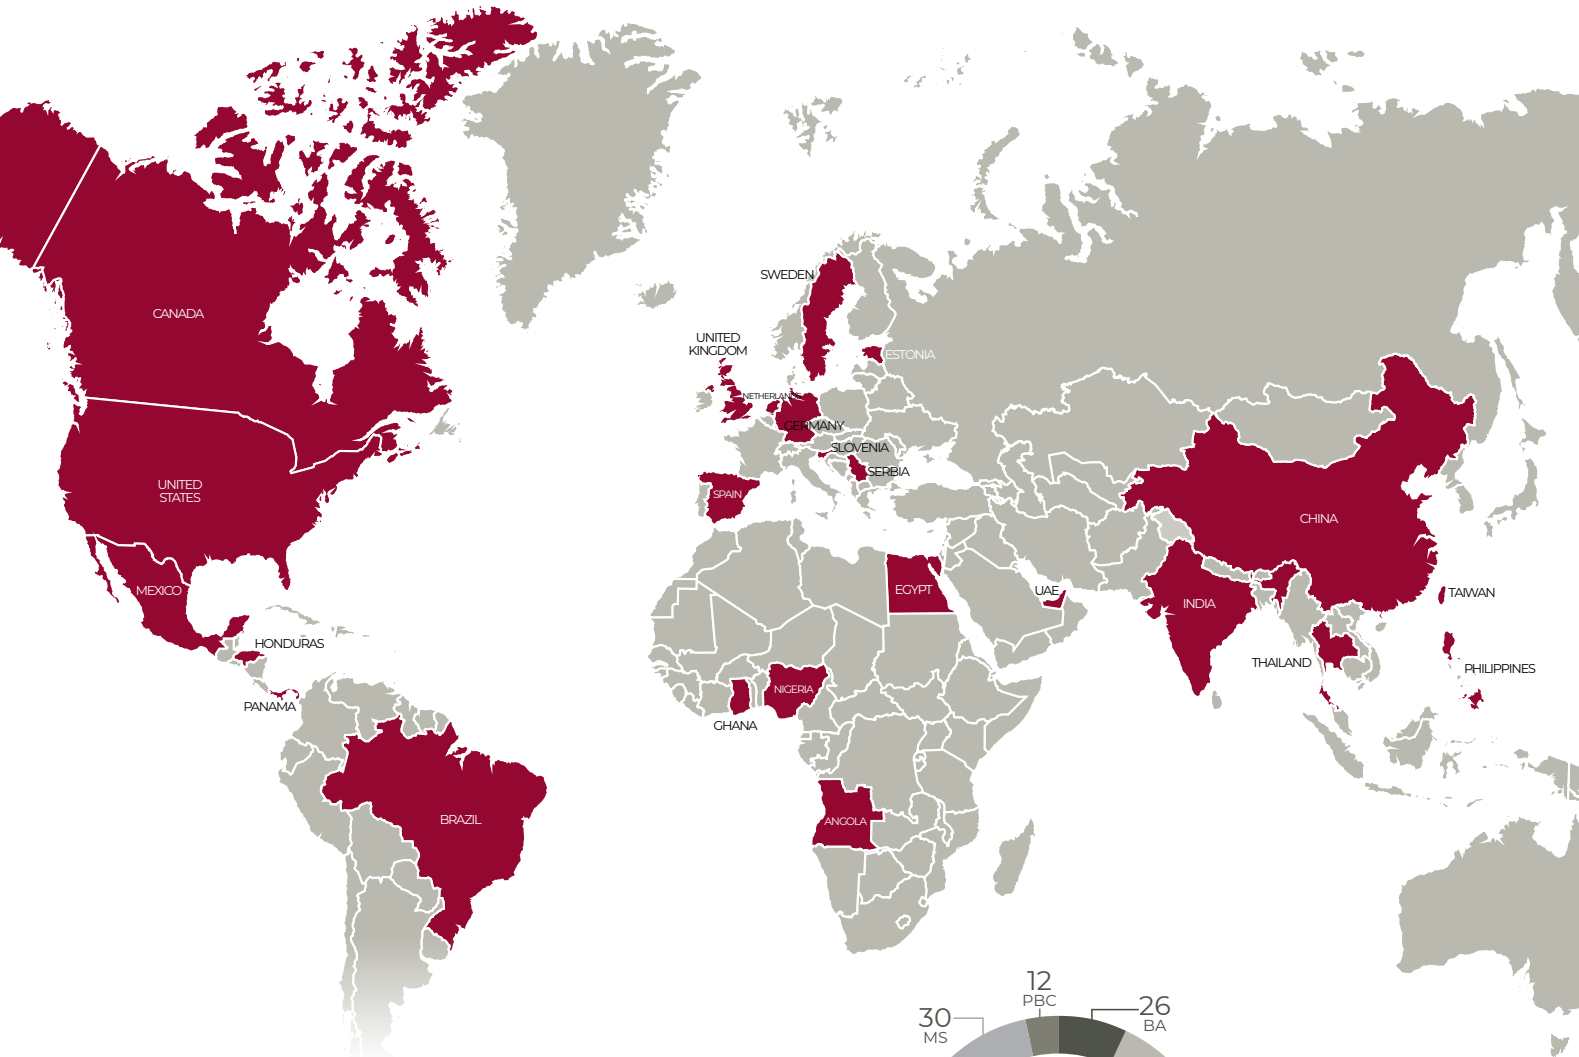 SWEDEN
CANADA
UNITED
KINGDOM
ESTONIA
NETHERLANDS
GERMANY
SLOVENIA
SERBIA
UNITED
STATES
SPAIN
CHINA
MEXICO
EGYPT
UAE
INDIA
TAIWAN
HONDURAS
THAILAND
PHILIPPINES
NIGERIA
PANAMA
GHANA
BRAZIL
ANGOLA
12
PBC
30
MS
26
BA